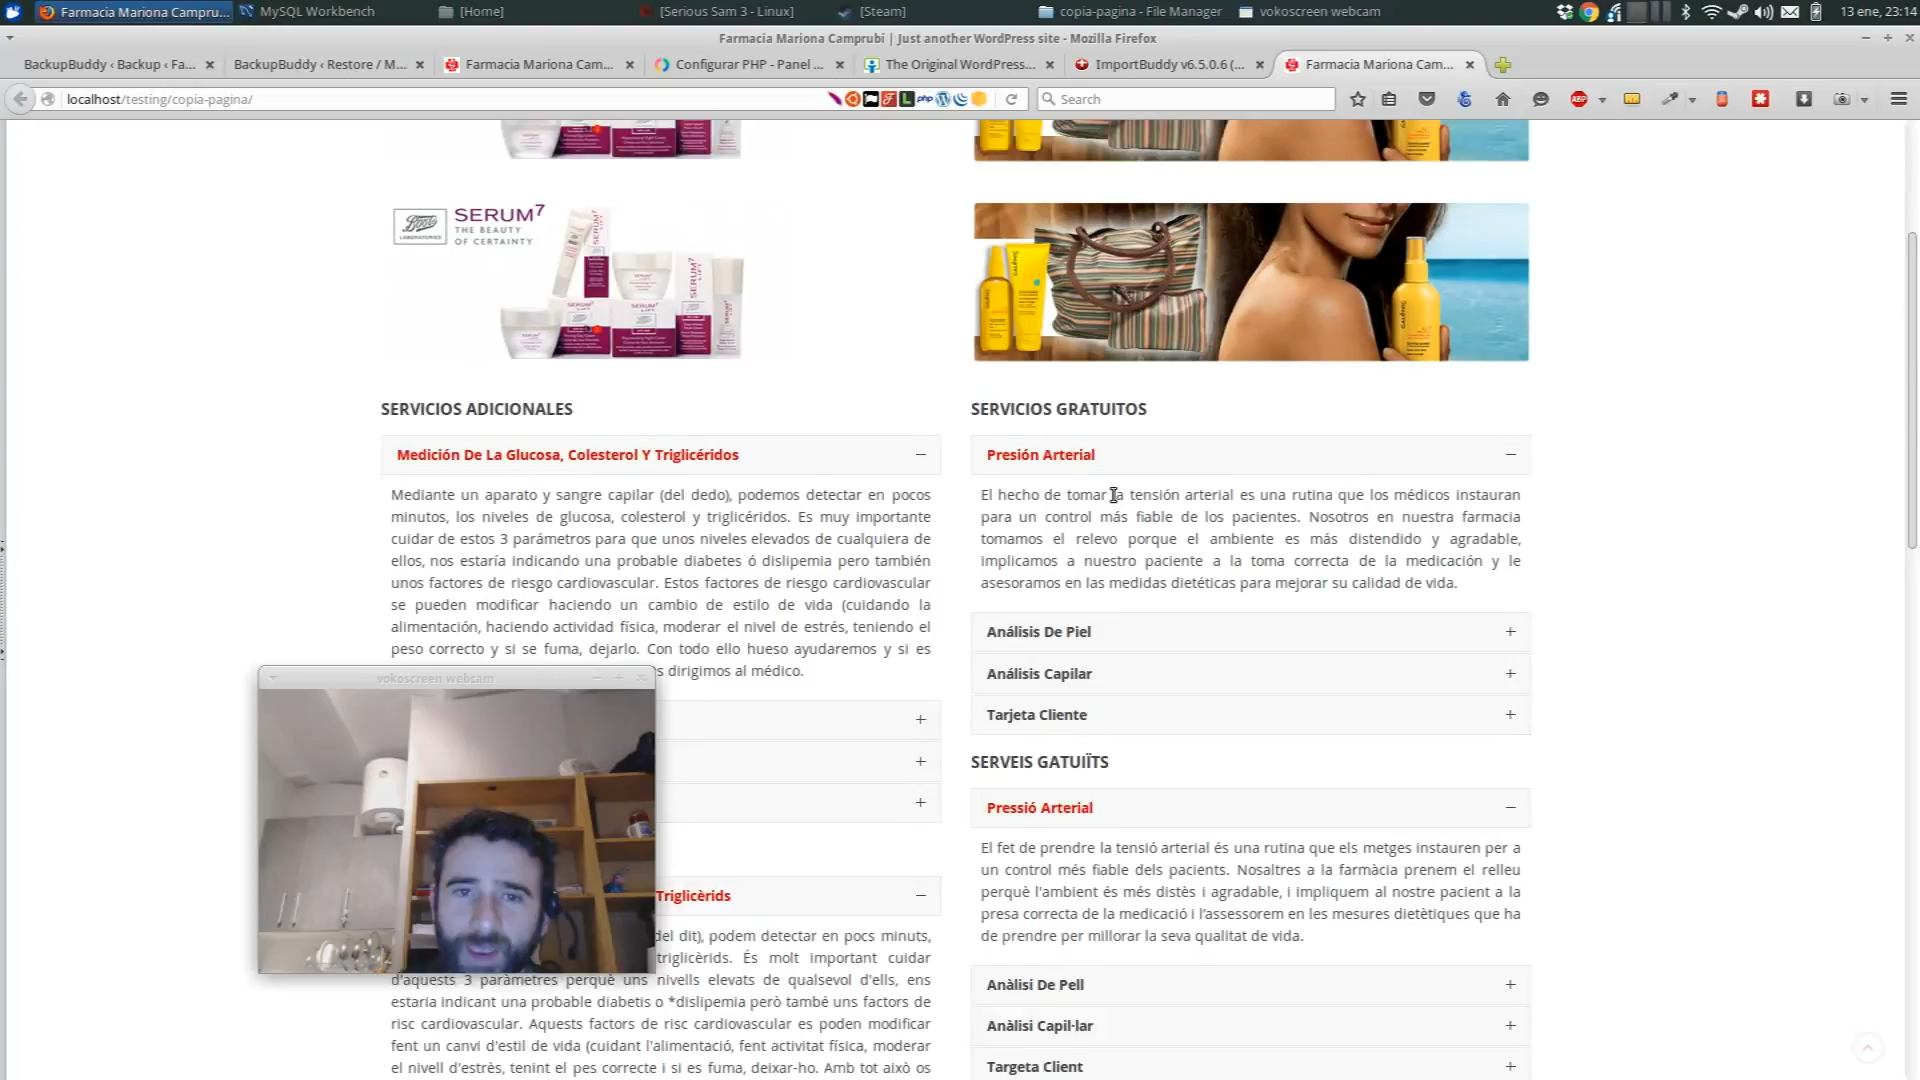 Farmacia Mariona Campru...
MySQL Workbench
[Home]
[Serious Sam 3 - Linux]
[Steam]
copia-pagina - File Manager
vokoscreen webcam
13 ene, 23:14
Farmacia Mariona Camprubi | Just another WordPress site - Mozilla Firefox
BackupBuddy ‹ Backup ‹ Fa...
BackupBuddy ‹ Restore / M...
Farmacia Mariona Cam...
Configurar PHP - Panel ...
The Original WordPress...
ImportBuddy v6.5.0.6 (...
Farmacia Mariona Cam...
localhost/testing/copia-pagina/
php
Search
ABP
Boots
LABORATORIES
SERUM7
THE BEAUTY
OF CERTAINTY
SERVICIOS ADICIONALES
Medición De La Glucosa, Colesterol Y Triglicéridos
Mediante un aparato y sangre capilar (del dedo), podemos detectar en pocos
minutos, los niveles de glucosa, colesterol y triglicéridos. Es muy importante
cuidar de estos 3 parámetros para que unos niveles elevados de cualquiera de
ellos, nos estaría indicando una probable diabetes ó dislipemia pero también
unos factores de riesgo cardiovascular. Estos factores de riesgo cardiovascular
se pueden modificar haciendo un cambio de estilo de vida (cuidando la
alimentación, haciendo actividad física, moderar el nivel de estrés, teniendo el
peso correcto y si se fuma, dejarlo. Con todo ello hueso ayudaremos y si es
s dirigimos al médico.
vokoscreen webcam
Triglicèrids
del dit), podem detectar en pocs minuts,
triglicèrids. És molt important cuidar
d'aquests 3 paràmetres perquè uns nivells elevats de qualsevol d'ells, ens
estaria indicant una probable diabetis o *dislipemia però també uns factors de
risc cardiovascular. Aquests factors de risc cardiovascular es poden modificar
fent un canvi d'estil de vida (cuidant l'alimentació, fent activitat física, moderar
el nivell d'estrès, tenint el pes correcte i si es fuma, deixar-ho. Amb tot això os
SERVICIOS GRATUITOS
Presión Arterial
El hecho de tomar la tensión arterial es una rutina que los médicos instauran
para un control más fiable de los pacientes. Nosotros en nuestra farmacia
tomamos el relevo porque el ambiente es más distendido y agradable,
implicamos a nuestro paciente a la toma correcta de la medicación y le
asesoramos en las medidas dietéticas para mejorar su calidad de vida.
Análisis De Piel
Análisis Capilar
Tarjeta Cliente
SERVEIS GATUIÏTS
Pressió Arterial
El fet de prendre la tensió arterial és una rutina que els metges instauren per a
un control més fiable dels pacients. Nosaltres a la farmàcia prenem el relleu
perquè l'ambient és més distès i agradable, i impliquem al nostre pacient a la
presa correcta de la medicació i l'assessorem en les mesures dietètiques que ha
de prendre per millorar la seva qualitat de vida.
Anàlisi De Pell
Anàlisi Capil·lar
Targeta Client